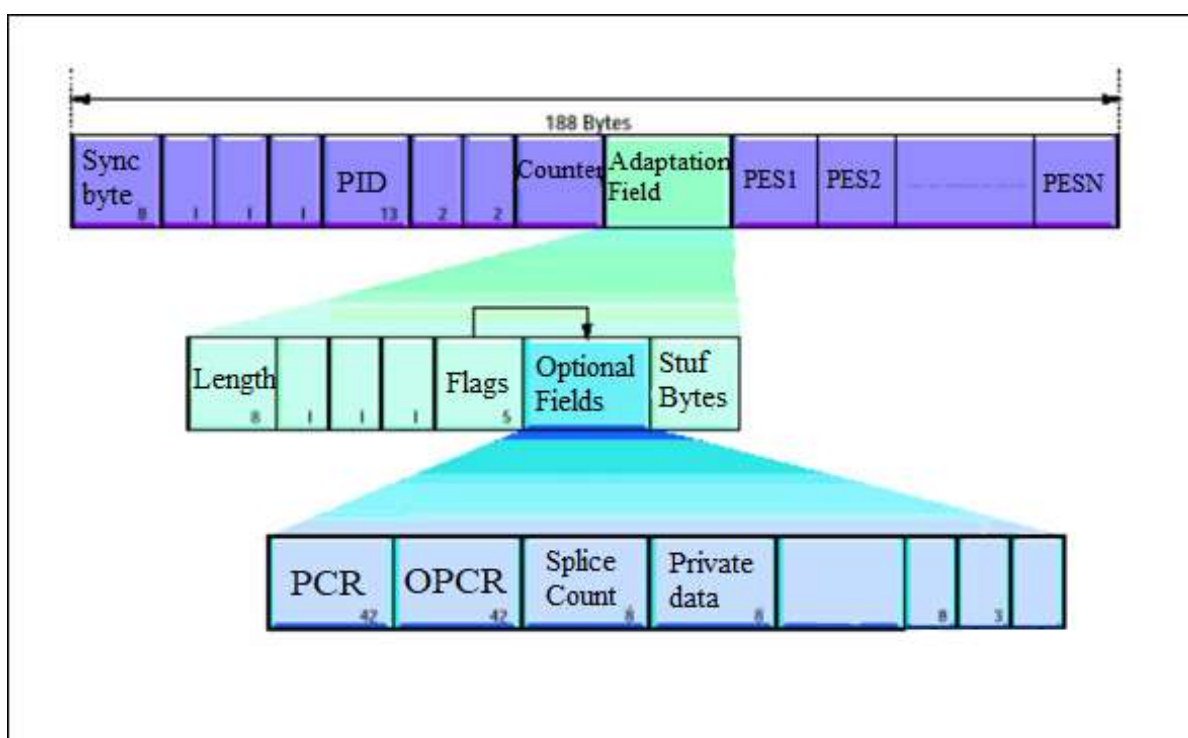 188 Bytes
Sync
byte
8
1
1
1
PID
13
2
2
Counter
Adaptation
Field
PES1
PES2
PESN
Length
8
1
1
1
Flags
5
Optional
Fields
Stuf
Bytes
PCR
42
OPCR
42
Splice
Count
8
Private
data
8
8
3